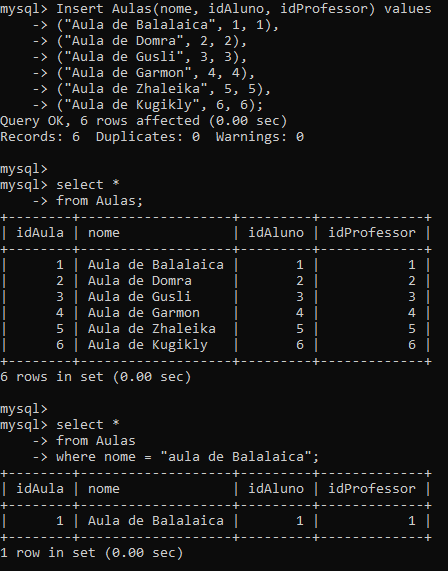 mysql> Insert Aulas(nome, idAluno, idProfessor) values
    -> ("Aula de Balalaica", 1, 1),
    -> ("Aula de Domra", 2, 2),
    -> ("Aula de Gusli", 3, 3),
    -> ("Aula de Garmon", 4, 4),
    -> ("Aula de Zhaleika", 5, 5),
    -> ("Aula de Kugikly", 6, 6);
Query OK, 6 rows affected (0.00 sec)
Records: 6  Duplicates: 0  Warnings: 0

mysql>
mysql> select *
    -> from Aulas;
+--------+-------------------+---------+-------------+
| idAula | nome              | idAluno | idProfessor |
+--------+-------------------+---------+-------------+
|      1 | Aula de Balalaica |       1 |           1 |
|      2 | Aula de Domra     |       2 |           2 |
|      3 | Aula de Gusli     |       3 |           3 |
|      4 | Aula de Garmon    |       4 |           4 |
|      5 | Aula de Zhaleika  |       5 |           5 |
|      6 | Aula de Kugikly   |       6 |           6 |
+--------+-------------------+---------+-------------+
6 rows in set (0.00 sec)

mysql>
mysql> select *
    -> from Aulas
    -> where nome = "aula de Balalaica";
+--------+-------------------+---------+-------------+
| idAula | nome              | idAluno | idProfessor |
+--------+-------------------+---------+-------------+
|      1 | Aula de Balalaica |       1 |           1 |
+--------+-------------------+---------+-------------+
1 row in set (0.00 sec)